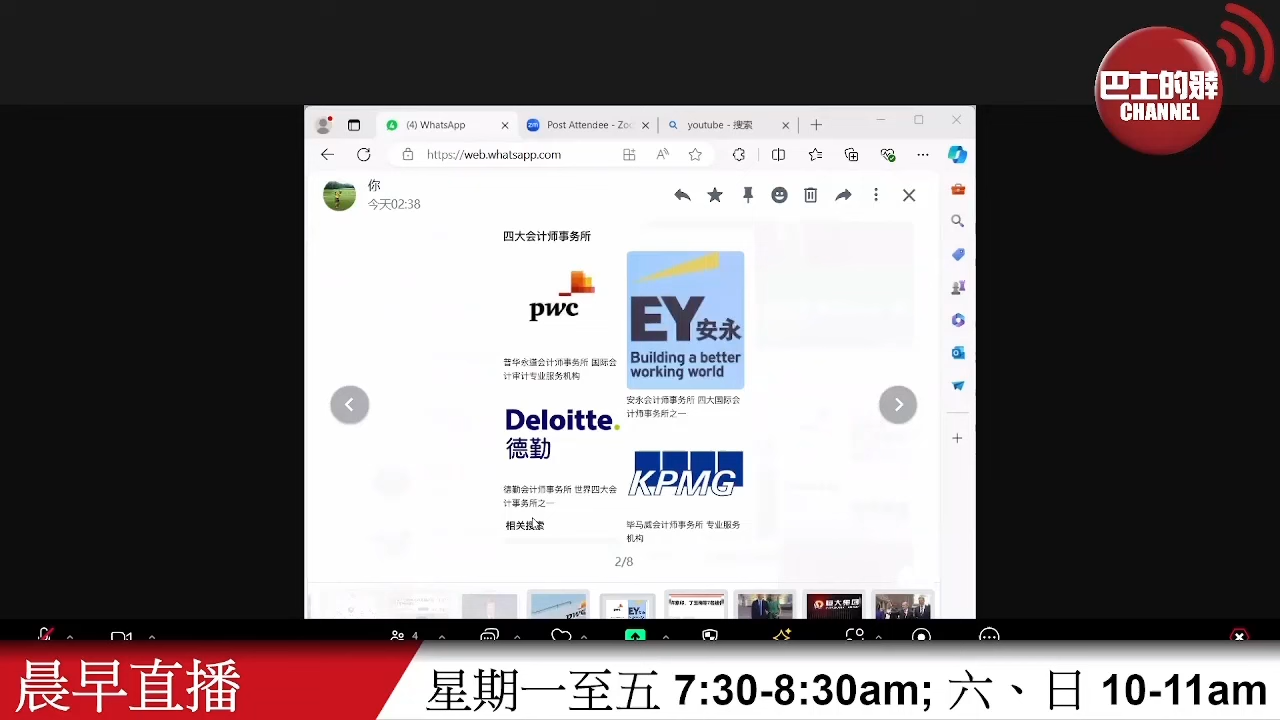 巴士的報
CHANNEL
(4) WhatsApp
Post Attendee - Zoo
youtube - 搜索
https://web.whatsapp.com
你
今天02:38
四大会计师事务所
pwc
普华永道会计师事务所 国际会
计审计专业服务机构
EY安永
Building a better
working world
安永会计师事务所 四大国际会
计师事务所之一
Deloitte.
德勤
德勤会计师事务所 世界四大会
计事务所之一
KPMG
毕马威会计师事务所 专业服务
机构
相关搜索
2/8
4
晨早直播
星期一至五 7:30-8:30am; 六、日 10-11am